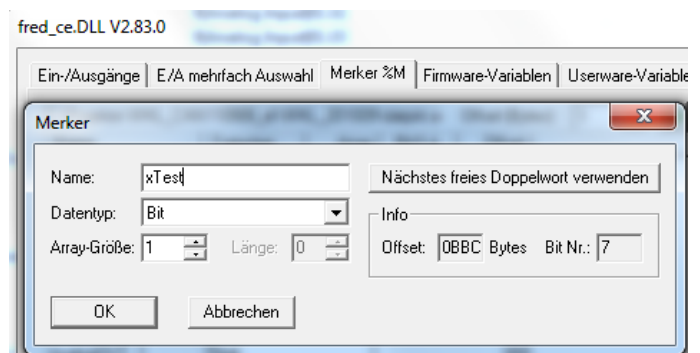 fred_ce.DLL V2.83.0
Ein-/Ausgänge E/A mehrfach Auswahl Merker %M Firmware-Variablen Userware-Variable
Merker
Name: xTest Nächstes freies Doppelwort verwenden
Datentyp: Bit Info
Array-Größe: 1 Länge: 0 Offset: 0BBC Bytes Bit Nr.: 7
OK Abbrechen